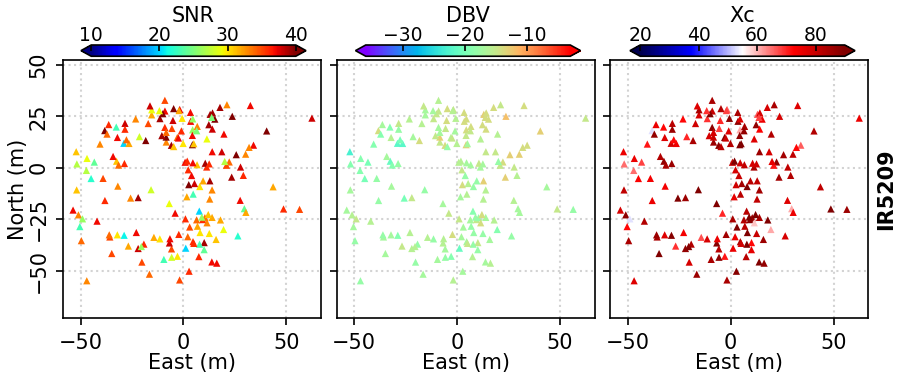 SNR DBV Xc
10 20 30 40 −30 −20 −10 20 40 60 80
50
25
0
−25
−50
North (m)
IR5209
−50 0 50 −50 0 50 −50 0 50
East (m) East (m) East (m)